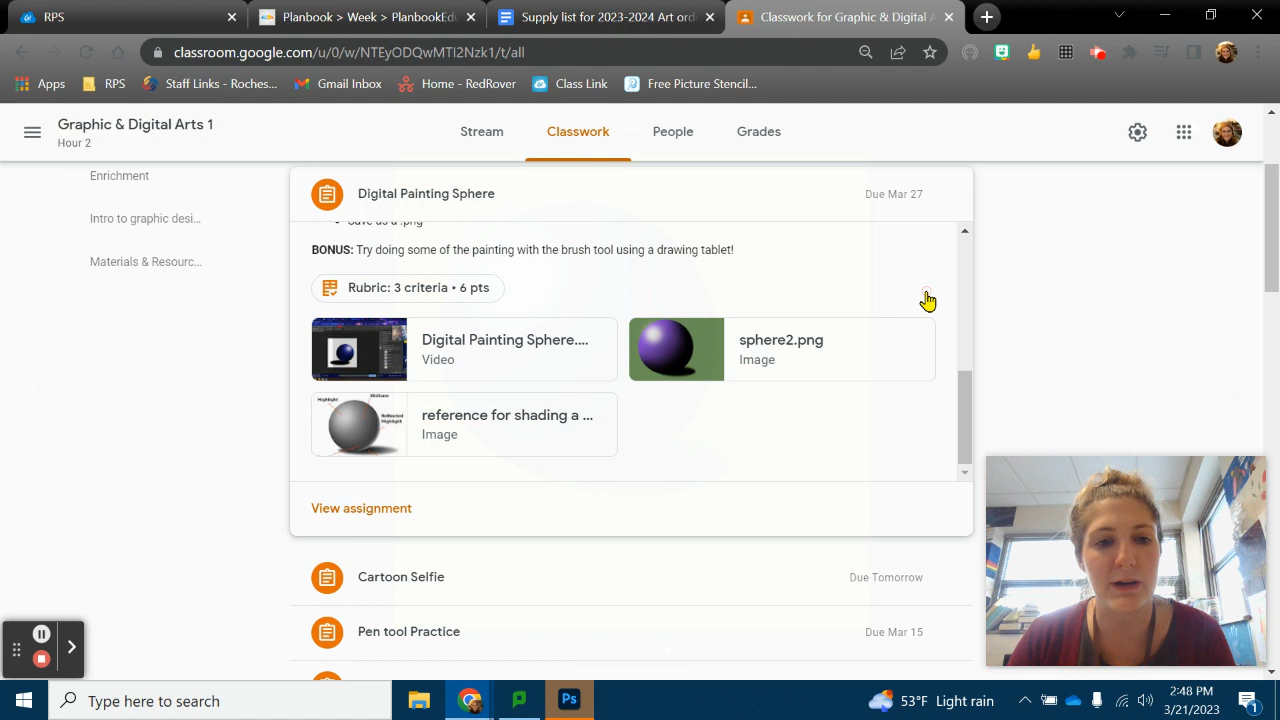 RPS
Planbook > Week > PlanbookEdu
Supply list for 2023-2024 Art ord
Classwork for Graphic & Digital A
classroom.google.com/u/0/w/NTEyODQwMTI2Nzk1/t/all
Apps
RPS
Staff Links - Roches...
Gmail Inbox
Home - RedRover
Class Link
Free Picture Stencil...
Graphic & Digital Arts 1
Hour 2
Stream
Classwork
People
Grades
Enrichment
Intro to graphic desi...
Materials & Resourc...
Digital Painting Sphere
Due Mar 27
Save as a .png
BONUS: Try doing some of the painting with the brush tool using a drawing tablet!
Rubric: 3 criteria • 6 pts
Digital Painting Sphere....
Video
sphere2.png
Image
Highlight
Midtone
Reflected
Highlight
reference for shading a ...
Image
View assignment
Cartoon Selfie
Due Tomorrow
Pen tool Practice
Due Mar 15
Type here to search
Ps
53°F Light rain
2:48 PM
3/21/2023
1